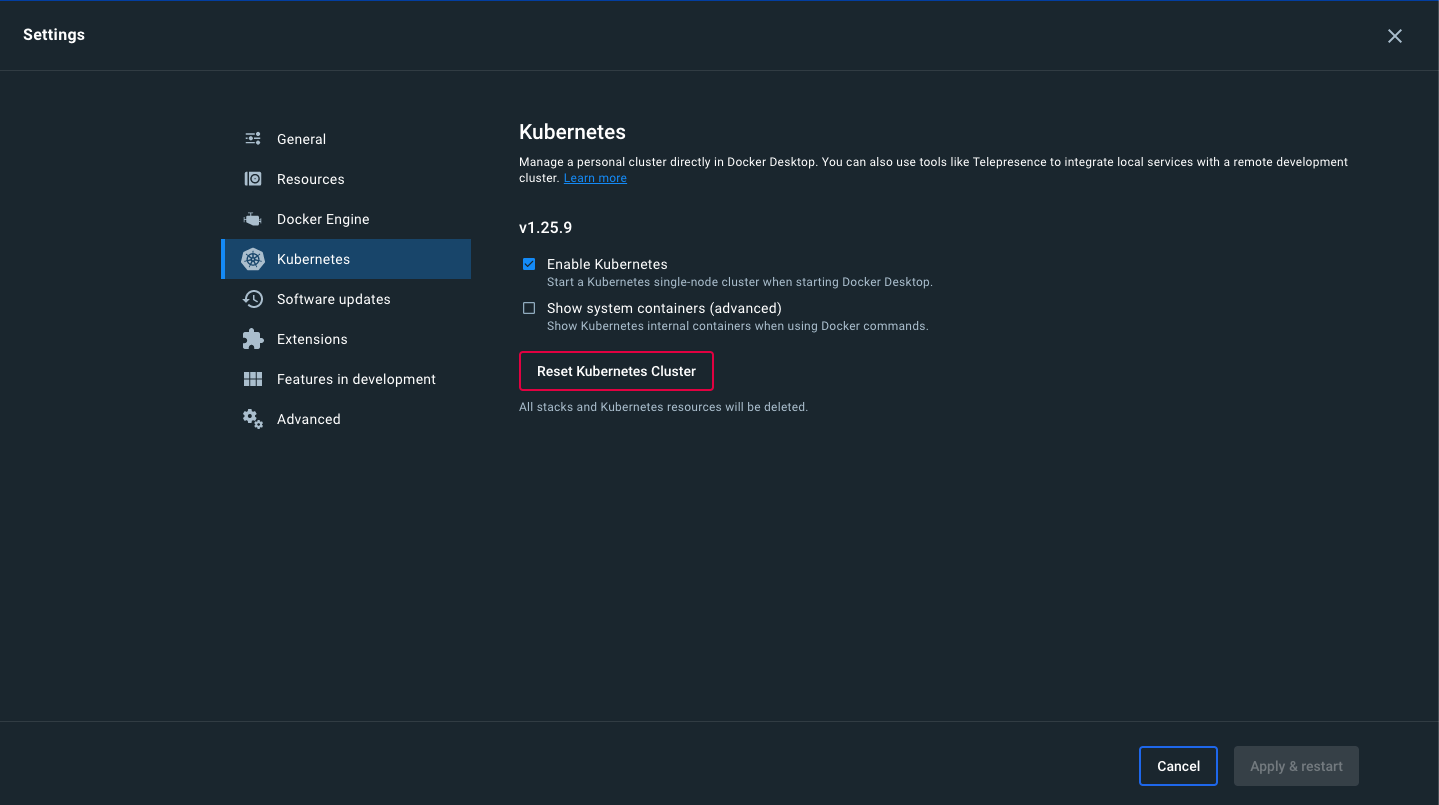 Settings
General
Resources
Docker Engine
Kubernetes
Software updates
Extensions
Features in development
Advanced
Kubernetes
Manage a personal cluster directly in Docker Desktop. You can also use tools like Telepresence to integrate local services with a remote development
cluster. Learn more
v1.25.9
Enable Kubernetes
Start a Kubernetes single-node cluster when starting Docker Desktop.
Show system containers (advanced)
Show Kubernetes internal containers when using Docker commands.
Reset Kubernetes Cluster
All stacks and Kubernetes resources will be deleted.
Cancel
Apply & restart